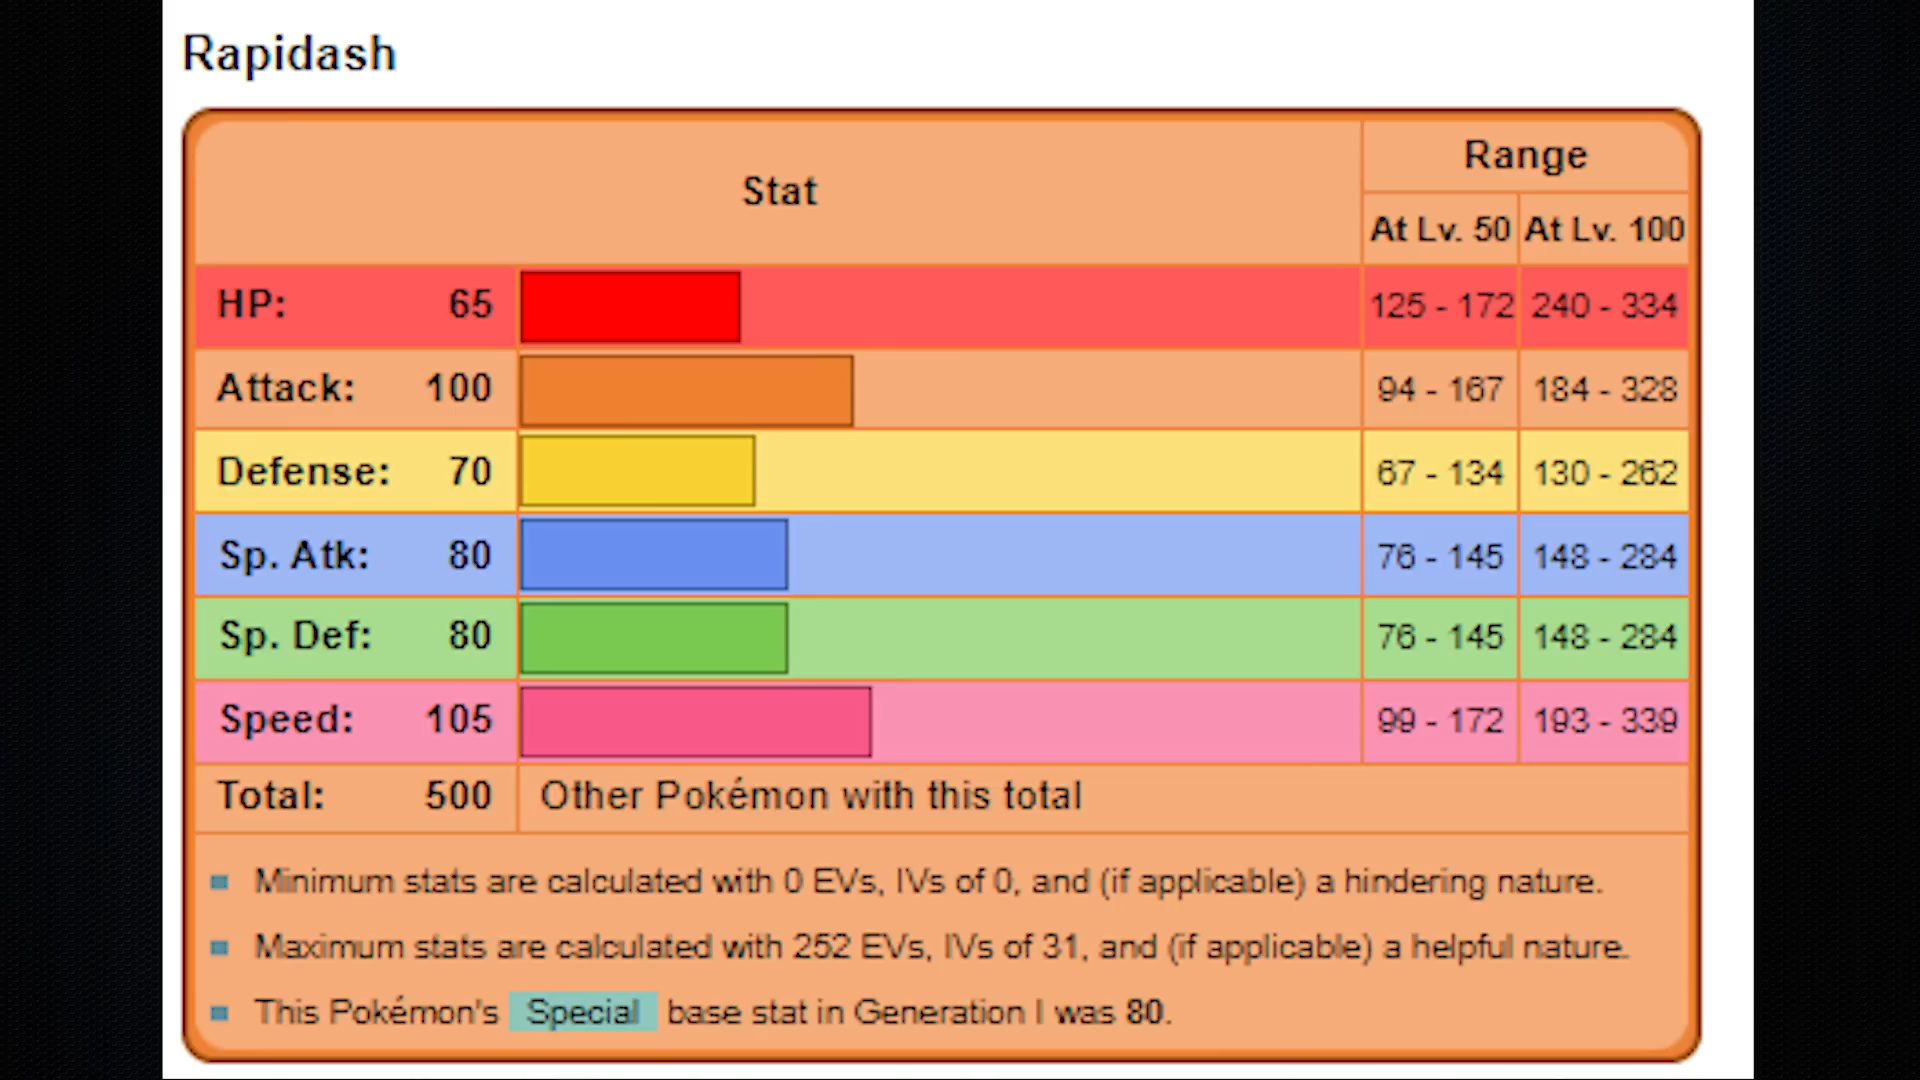 Rapidash
Stat
Range
At Lv. 50 At Lv. 100
HP: 65 125 - 172 240 - 334
Attack: 100 94 - 167 184 - 328
Defense: 70 67 - 134 130 - 262
Sp. Atk: 80 76 - 145 148 - 284
Sp. Def: 80 76 - 145 148 - 284
Speed: 105 99 - 172 193 - 339
Total: 500 Other Pokémon with this total
Minimum stats are calculated with 0 EVs, IVs of 0, and (if applicable) a hindering nature.
Maximum stats are calculated with 252 EVs, IVs of 31, and (if applicable) a helpful nature.
This Pokémon's Special base stat in Generation I was 80.